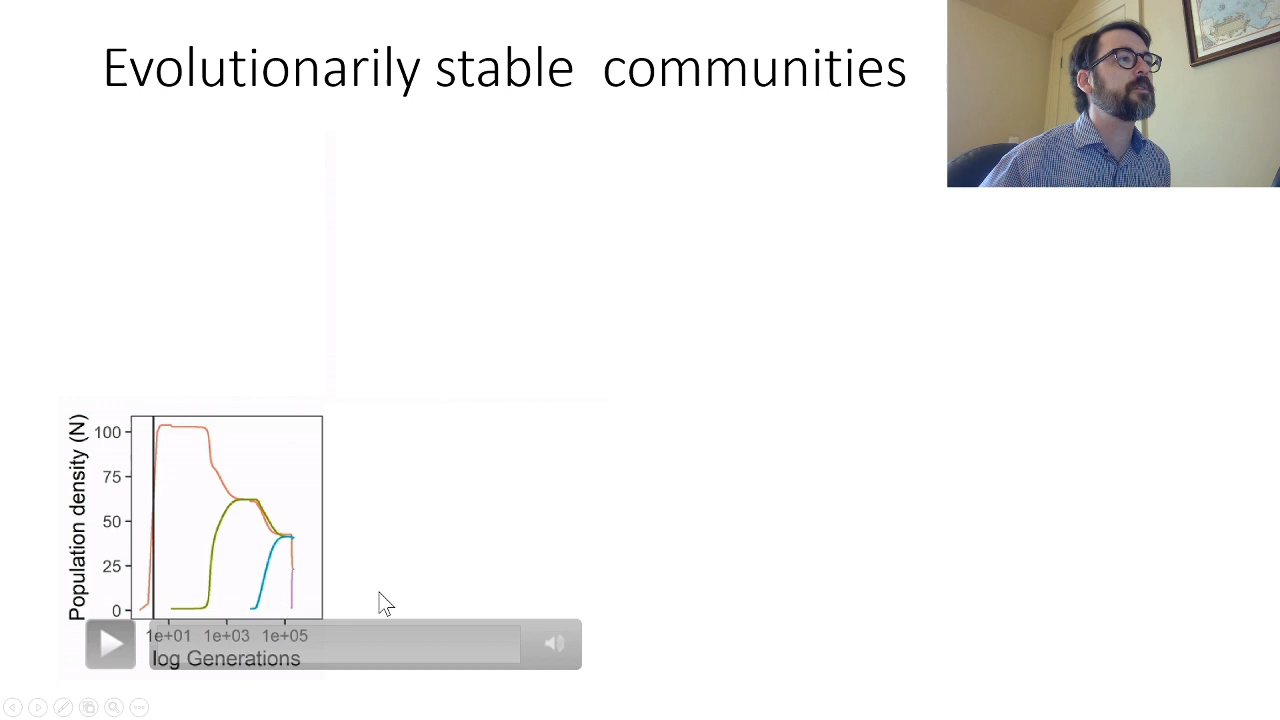 Evolutionarily stable communities
Population density (N)
100
75
50
25
0
1e+01 1e+03 1e+05
log Generations